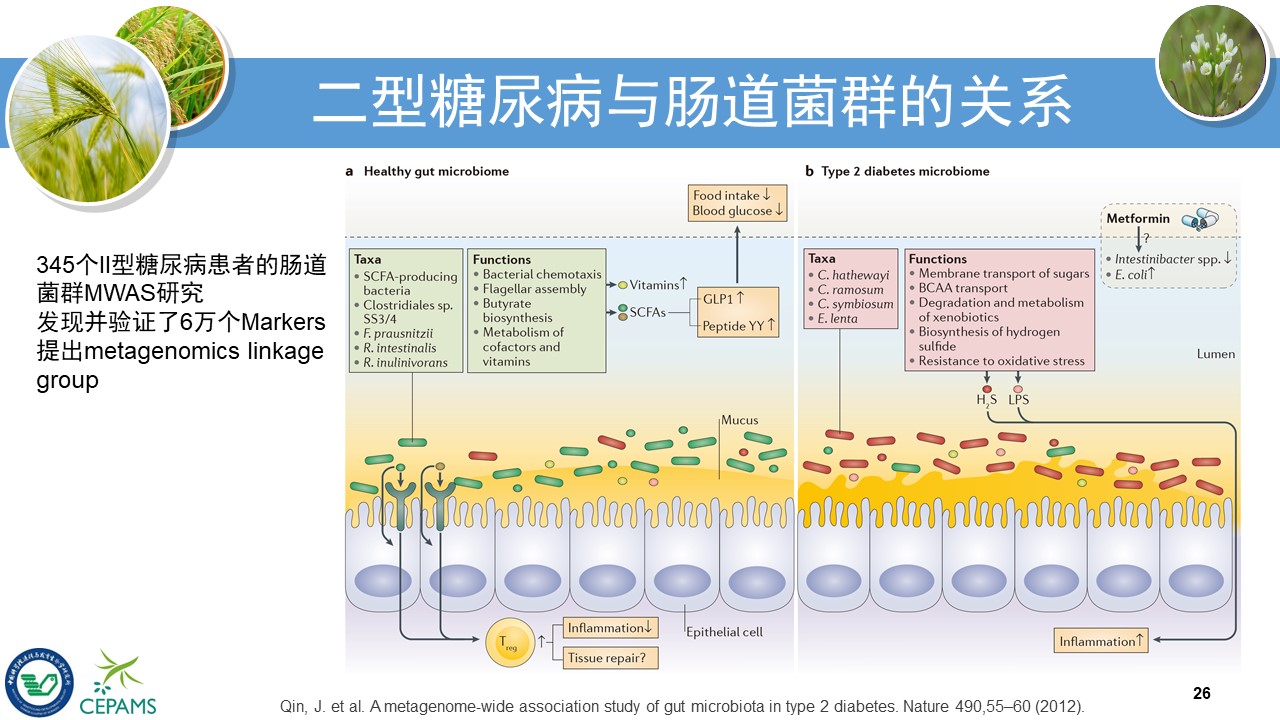 二型糖尿病与肠道菌群的关系
345个II型糖尿病患者的肠道
菌群MWAS研究
发现并验证了6万个Markers
提出metagenomics linkage
group
a Healthy gut microbiome
Food intake ↓
Blood glucose ↓
Taxa
• SCFA-producing
bacteria
• Clostridiales sp.
SS3/4
• F. prausnitzii
• R. intestinalis
• R. inulinivorans
Functions
• Bacterial chemotaxis
• Flagellar assembly
• Butyrate
biosynthesis
• Metabolism of
cofactors and
vitamins
Vitamins↑
SCFAs
GLP1 ↑
Peptide YY ↑
Mucus
Treg ↑
Inflammation↓
Tissue repair?
Epithelial cell
b Type 2 diabetes microbiome
Metformin
?
• Intestinibacter spp. ↓
• E. coli↑
Taxa
• C. hathewayi
• C. ramosum
• C. symbiosum
• E. lenta
Functions
• Membrane transport of sugars
• BCAA transport
• Degradation and metabolism
of xenobiotics
• Biosynthesis of hydrogen
sulfide
• Resistance to oxidative stress
Lumen
H2S LPS
Inflammation↑
CEPAMS
Qin, J. et al. A metagenome-wide association study of gut microbiota in type 2 diabetes. Nature 490,55–60 (2012).
26